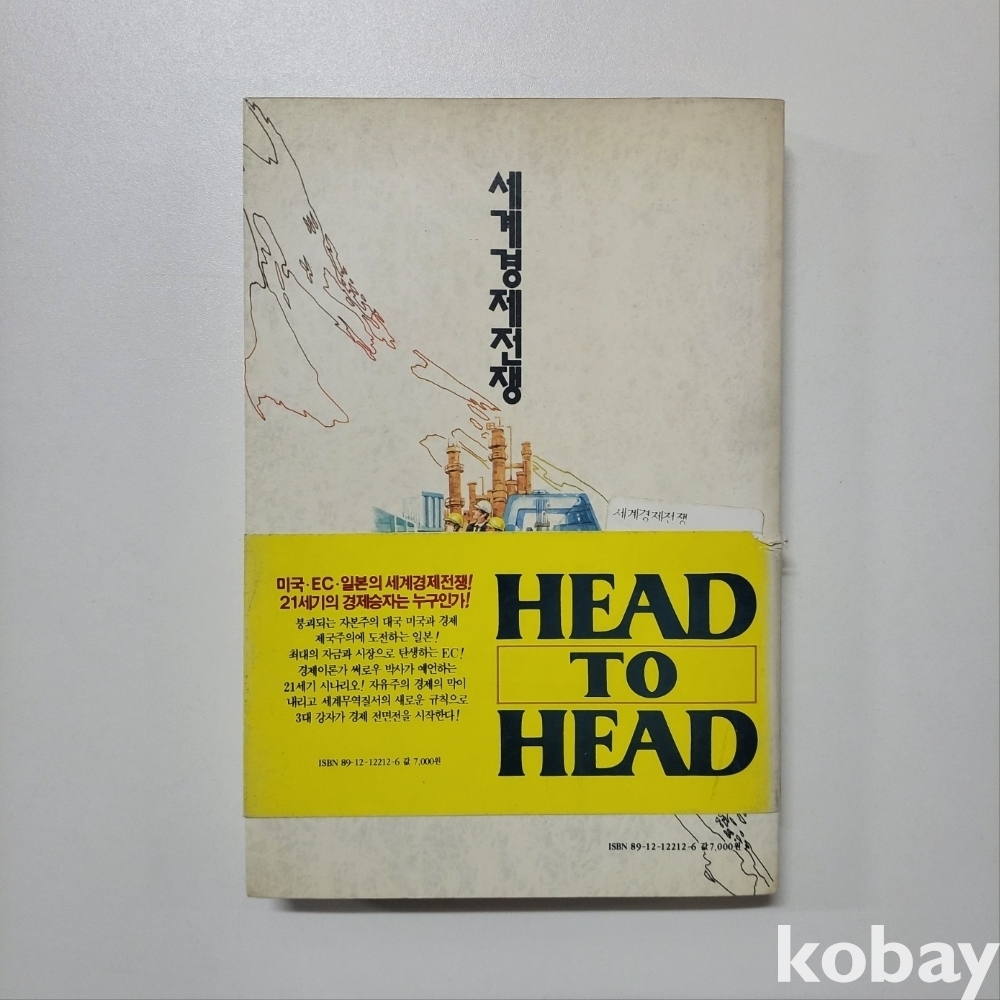 세계경제전쟁
세계경제전쟁
미국·EC·일본의 세계경제전쟁!
21세기의 경제승자는 누구인가!
붕괴되는 자본주의 대국 미국과 경제
제국주의에 도전하는 일본!
최대의 자금과 시장으로 탄생하는 EC!
경제이론가 써로우 박사가 예언하는
21세기 시나리오! 자유주의 경제의 막이
내리고 세계무역질서의 새로운 규칙으로
3대 강자가 경제 전면전을 시작한다!
ISBN 89-12-12212-6 값 7,000원
HEAD
TO
HEAD
ISBN 89-12-12212-6 값7,000원
kobay